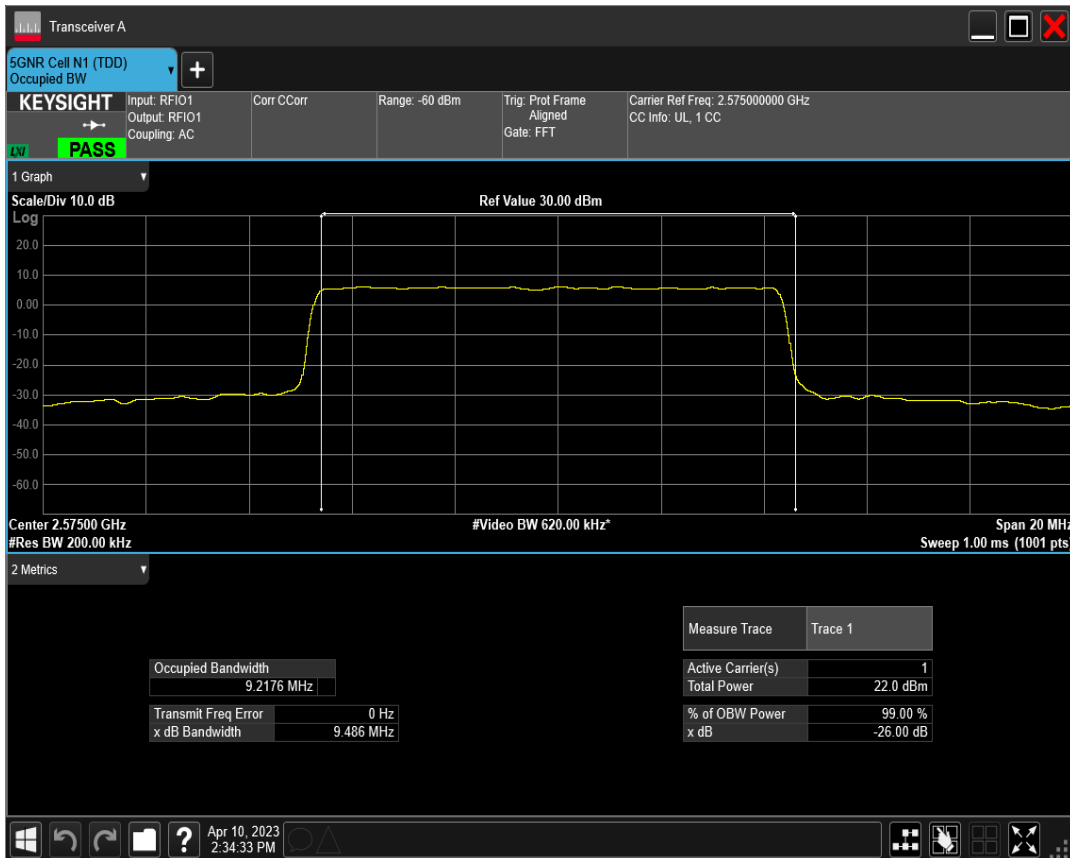 Transceiver A
5GNR Cell N1 (TDD)
Occupied BW
+
KEYSIGHT
LXI
PASS
Input: RFIO1
Output: RFIO1
Coupling: AC
Corr CCorr
Range: -60 dBm
Trig: Prot Frame
Aligned
Gate: FFT
Carrier Ref Freq: 2.575000000 GHz
CC Info: UL, 1 CC
1 Graph
Scale/Div 10.0 dB
Ref Value 30.00 dBm
Log
20.0
10.0
0.00
-10.0
-20.0
-30.0
-40.0
-50.0
-60.0
Center 2.57500 GHz
#Video BW 620.00 kHz*
Span 20 MHz
#Res BW 200.00 kHz
Sweep 1.00 ms (1001 pts)
2 Metrics
Measure Trace Trace 1
Occupied Bandwidth
9.2176 MHz
Active Carrier(s) 1
Total Power 22.0 dBm
Transmit Freq Error 0 Hz
x dB Bandwidth 9.486 MHz
% of OBW Power 99.00 %
x dB -26.00 dB
?
Apr 10, 2023
2:34:33 PM